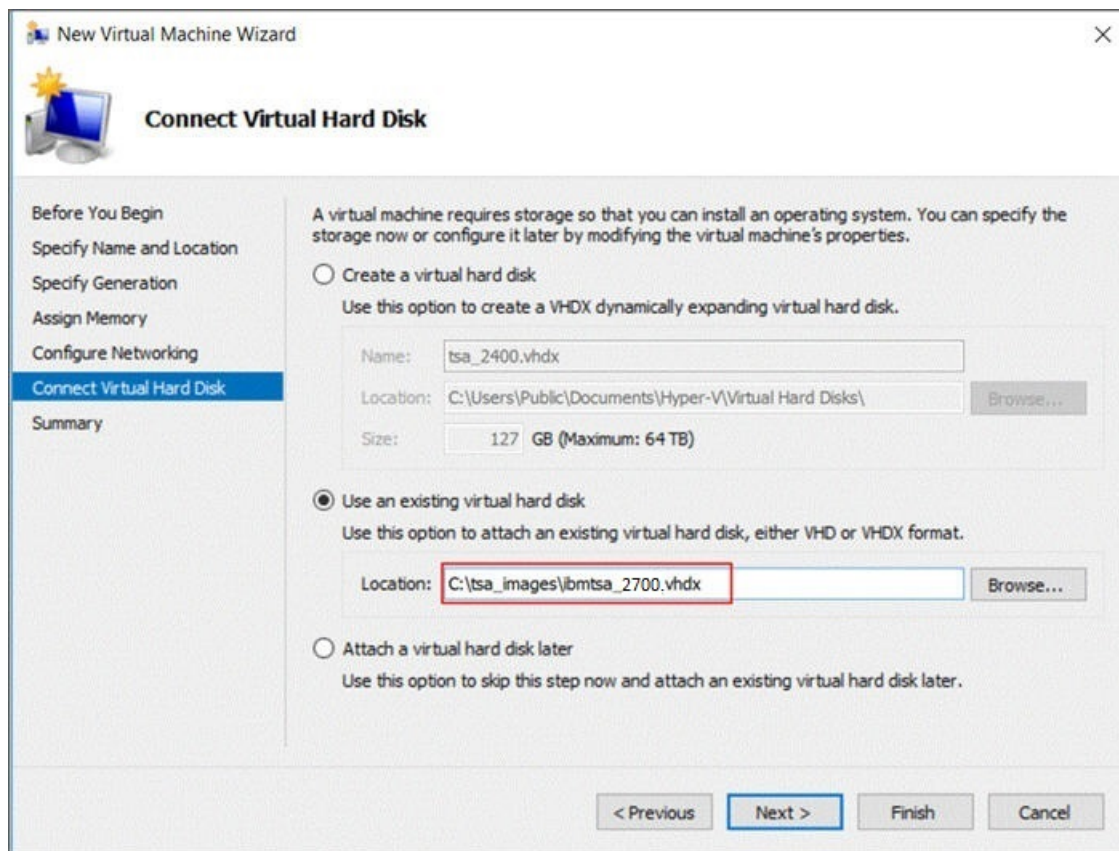 New Virtual Machine Wizard
Connect Virtual Hard Disk
Before You Begin
Specify Name and Location
Specify Generation
Assign Memory
Configure Networking
Connect Virtual Hard Disk
Summary
A virtual machine requires storage so that you can install an operating system. You can specify the
storage now or configure it later by modifying the virtual machine's properties.
Create a virtual hard disk
Use this option to create a VHDX dynamically expanding virtual hard disk.
Name: tsa_2400.vhdx
Location: C:\Users\Public\Documents\Hyper-V\Virtual Hard Disks\ Browse...
Size: 127 GB (Maximum: 64 TB)
Use an existing virtual hard disk
Use this option to attach an existing virtual hard disk, either VHD or VHDX format.
Location: C:\tsa_images\ibmtsa_2700.vhdx Browse...
Attach a virtual hard disk later
Use this option to skip this step now and attach an existing virtual hard disk later.
< Previous Next > Finish Cancel